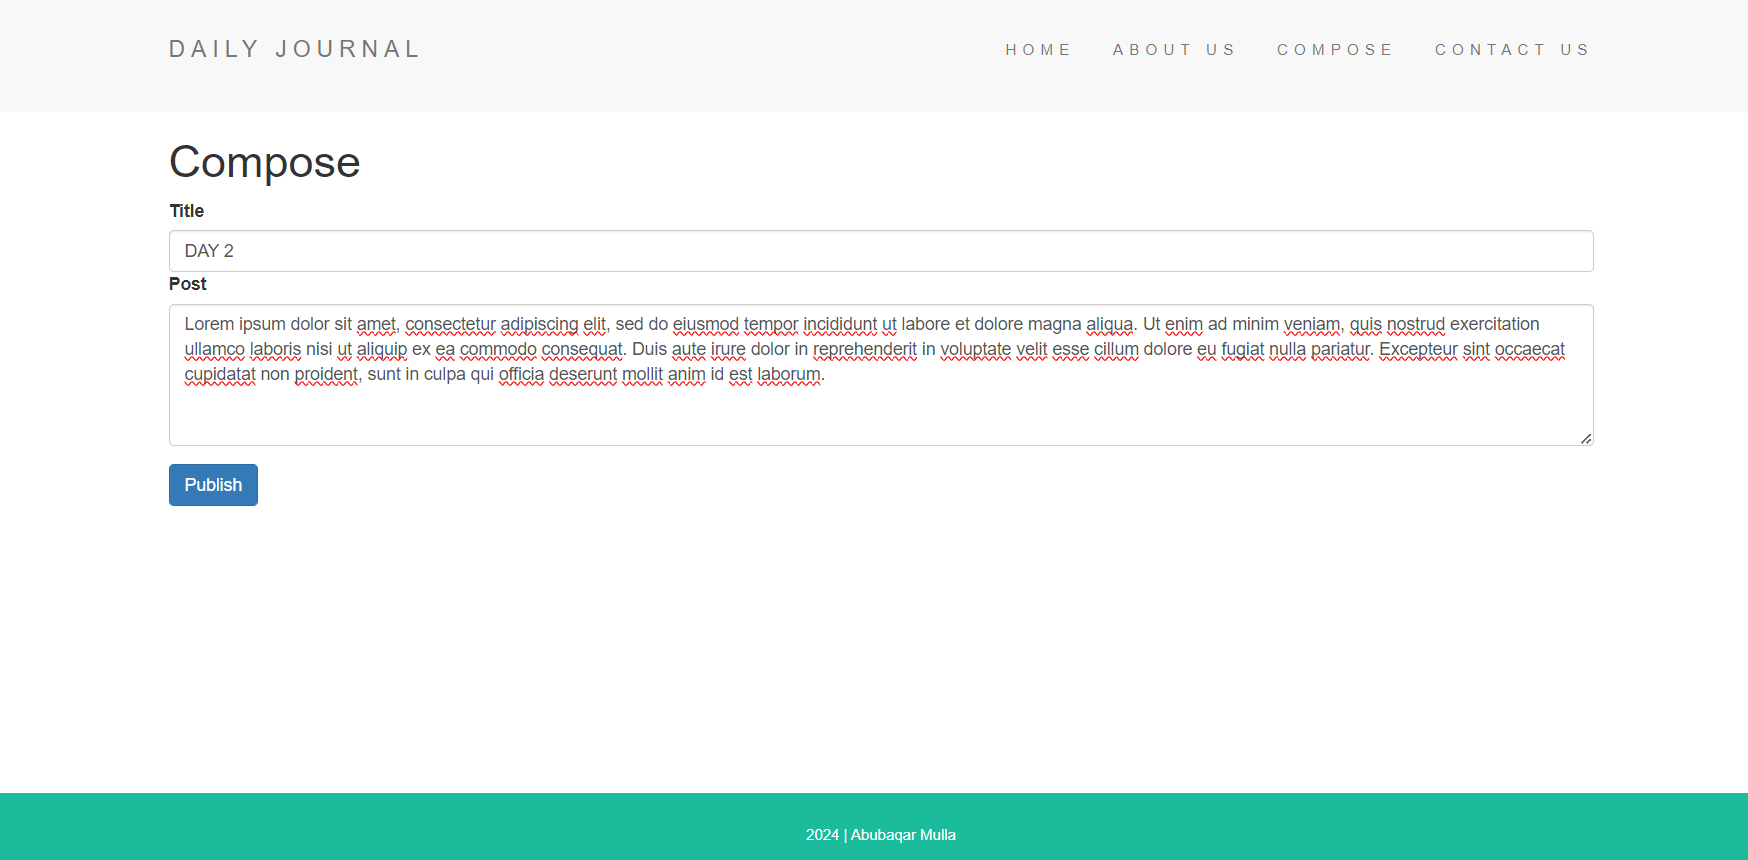 DAILY JOURNAL
HOME ABOUT US COMPOSE CONTACT US
Compose
Title
DAY 2
Post
Lorem ipsum dolor sit amet, consectetur adipiscing elit, sed do eiusmod tempor incididunt ut labore et dolore magna aliqua. Ut enim ad minim veniam, quis nostrud exercitation
ullamco laboris nisi ut aliquip ex ea commodo consequat. Duis aute irure dolor in reprehenderit in voluptate velit esse cillum dolore eu fugiat nulla pariatur. Excepteur sint occaecat
cupidatat non proident, sunt in culpa qui officia deserunt mollit anim id est laborum.
Publish
2024 | Abubaqar Mulla